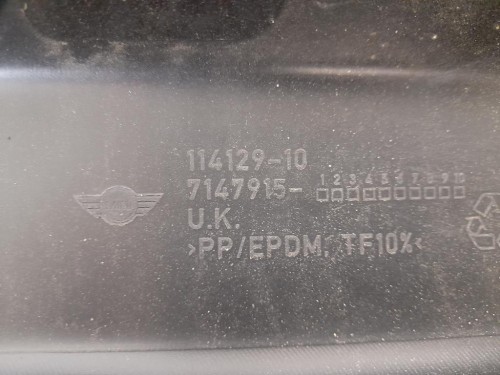 114129-10
1 2 3 4 5 6 7 8 9 10
7147915-
U.K.
>PP/EPDM, TF10%<